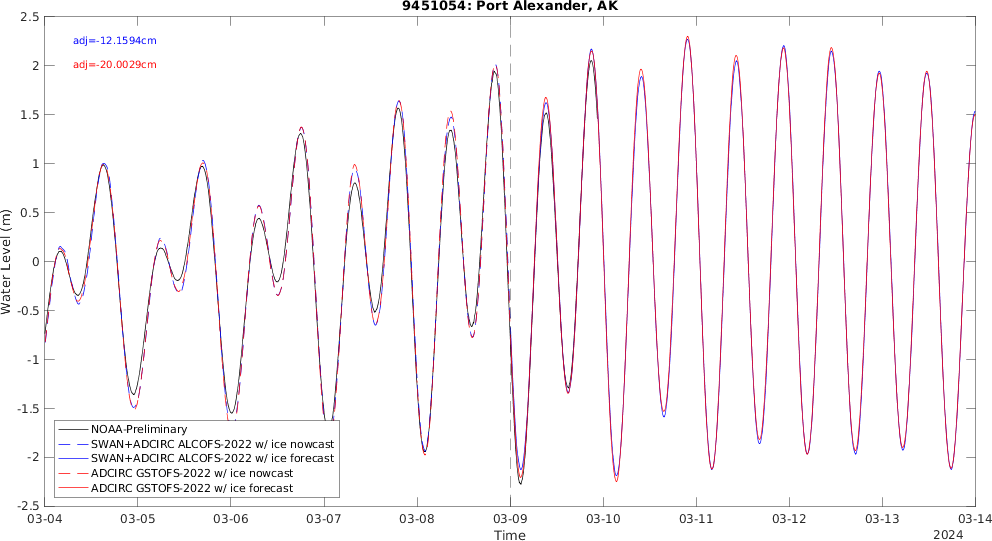 9451054: Port Alexander, AK
adj=-12.1594cm
adj=-20.0029cm
2.5
2
1.5
1
0.5
0
-0.5
-1
-1.5
-2
-2.5
Water Level (m)
NOAA-Preliminary
SWAN+ADCIRC ALCOFS-2022 w/ ice nowcast
SWAN+ADCIRC ALCOFS-2022 w/ ice forecast
ADCIRC GSTOFS-2022 w/ ice nowcast
ADCIRC GSTOFS-2022 w/ ice forecast
03-04 03-05 03-06 03-07 03-08 03-09 03-10 03-11 03-12 03-13 03-14
Time
2024